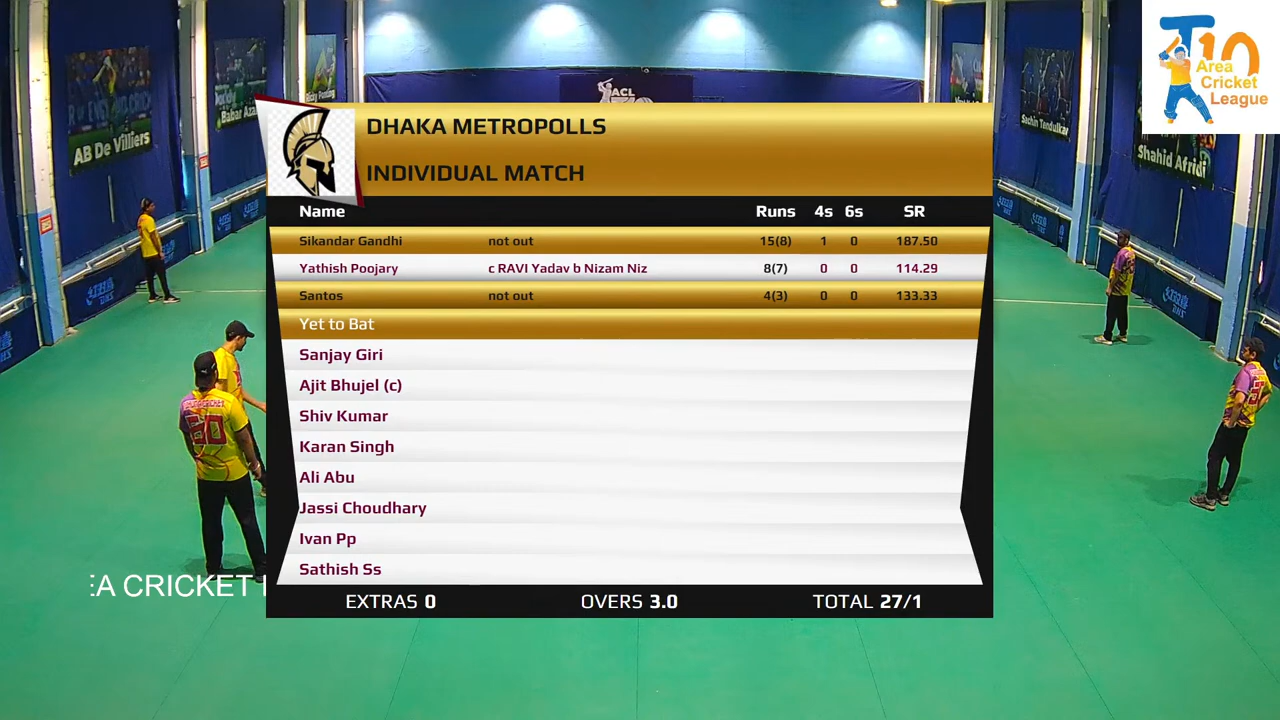 T10
Area
Cricket
League
ACL
AB De Villiers
Sachin Tendulkar
Shahid Afridi
DHAKA METROPOLLS
INDIVIDUAL MATCH
Name Runs 4s 6s SR
Sikandar Gandhi not out 15(8) 1 0 187.50
Yathish Poojary c RAVI Yadav b Nizam Niz 8(7) 0 0 114.29
Santos not out 4(3) 0 0 133.33
Yet to Bat
Sanjay Giri
Ajit Bhujel (c)
Shiv Kumar
Karan Singh
Ali Abu
Jassi Choudhary
Ivan Pp
Sathish Ss
EXTRAS 0 OVERS 3.0 TOTAL 27/1
A CRICKET